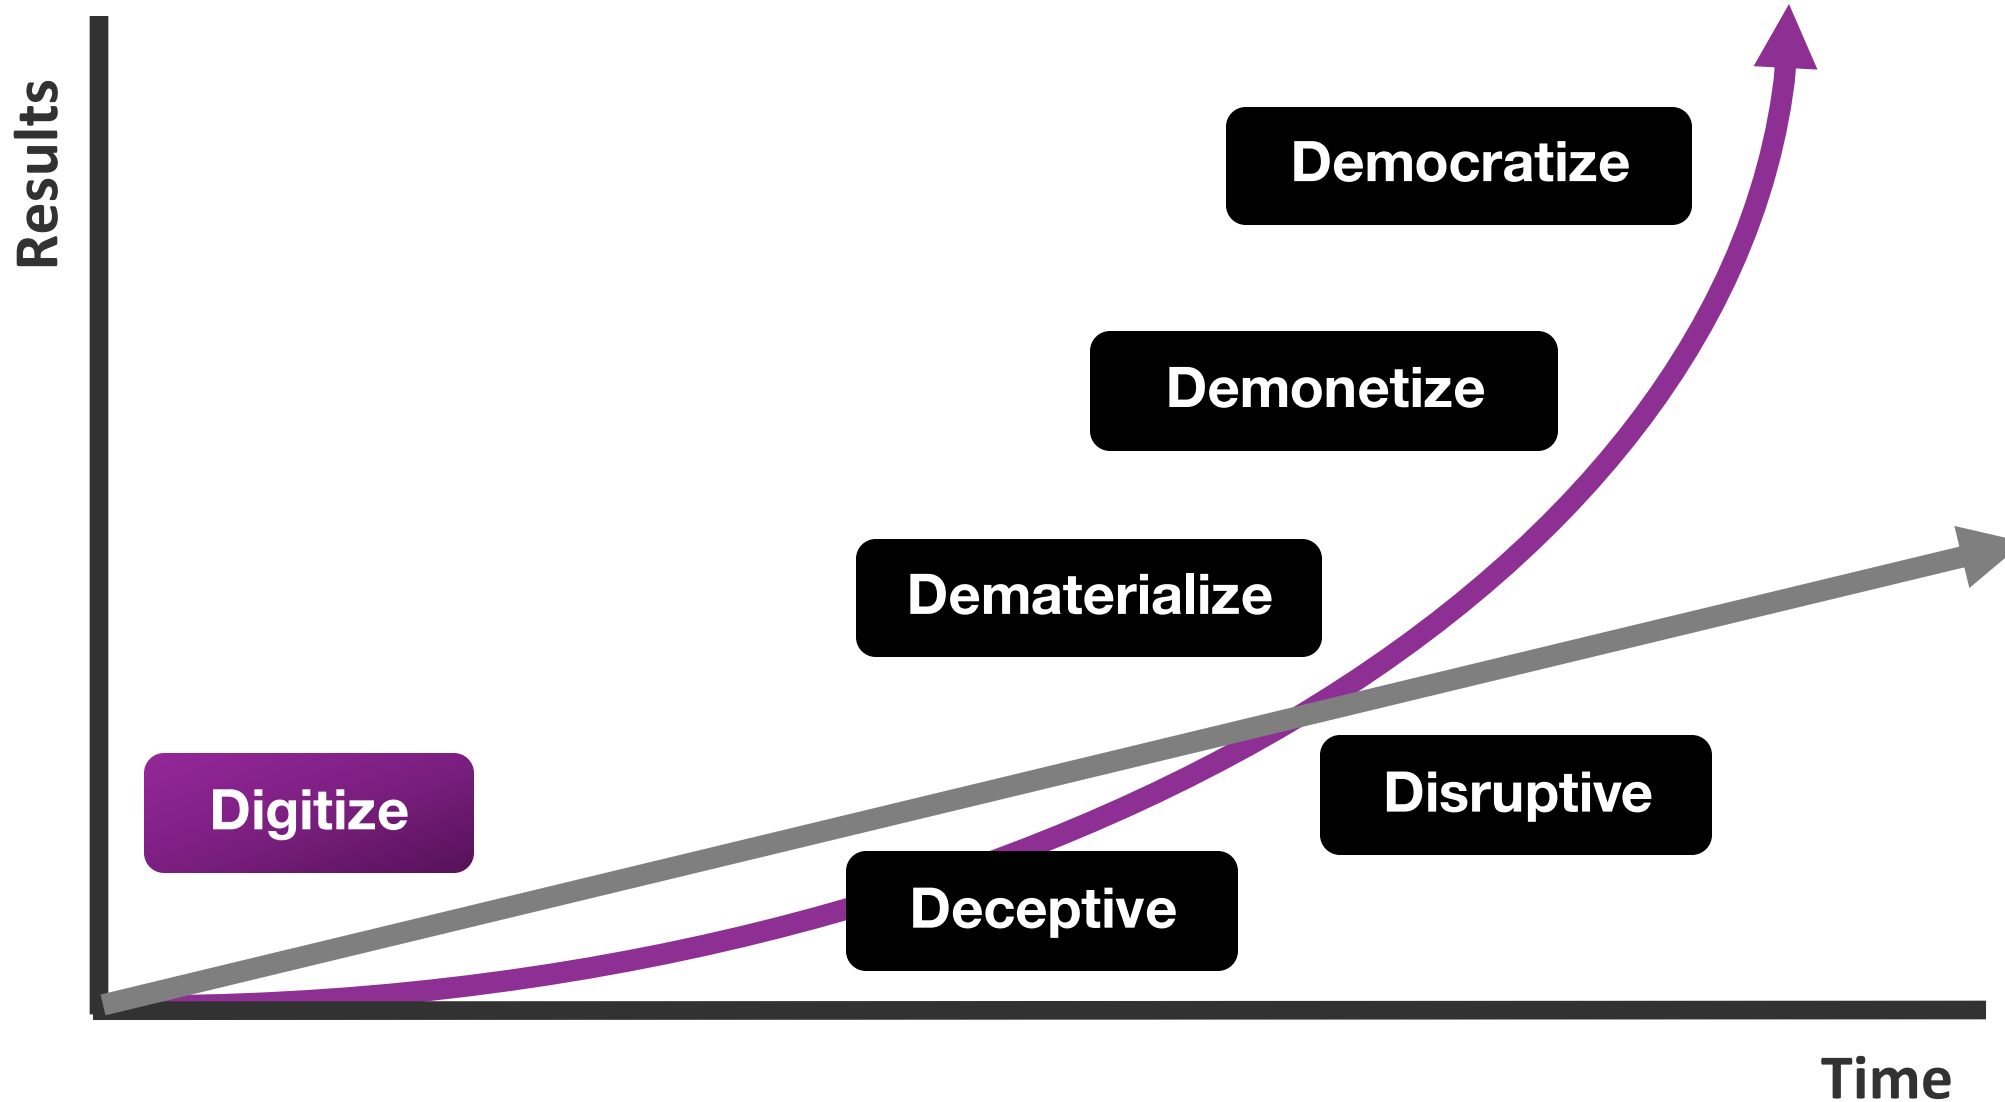 Results
Democratize
Demonetize
Dematerialize
Disruptive
Digitize
Deceptive
Time